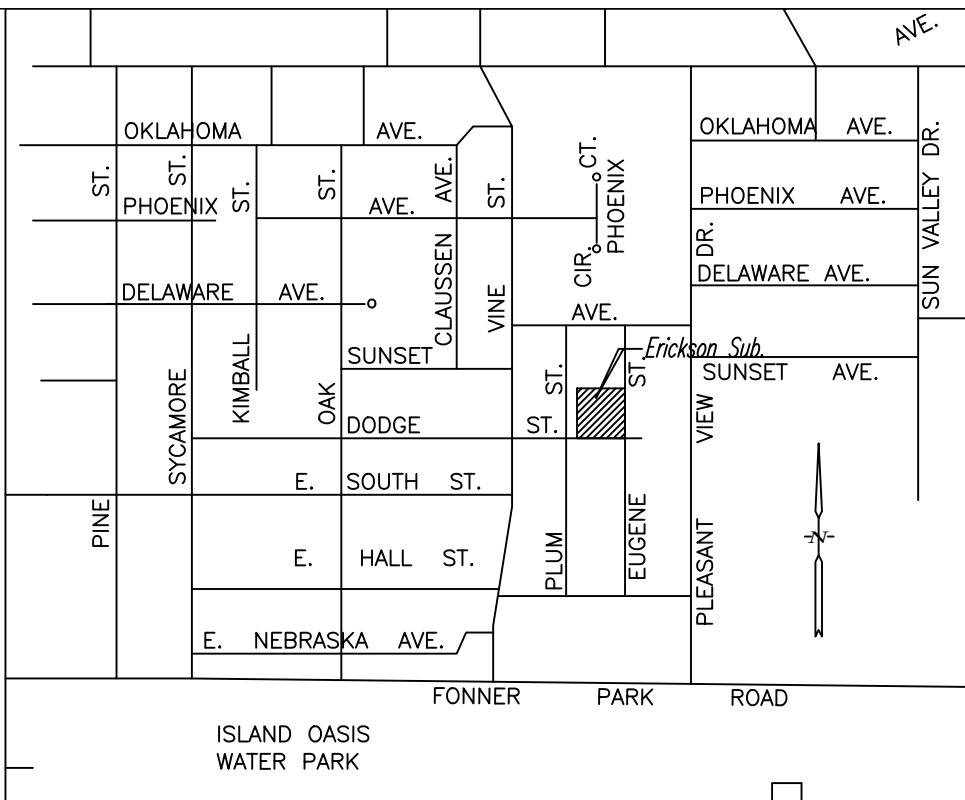 AVE.
OKLAHOMA AVE.
OKLAHOMA AVE.
PHOENIX AVE.
PHOENIX AVE.
DELAWARE AVE.
DELAWARE AVE.
AVE.
SUNSET
SUNSET AVE.
DODGE ST.
E. SOUTH ST.
E. HALL ST.
E. NEBRASKA AVE.
FONNER PARK ROAD
PINE ST.
SYCAMORE ST.
KIMBALL ST.
OAK ST.
CLAUSSEN AVE.
VINE ST.
CIR. CT.
PHOENIX
PLUM ST.
EUGENE ST.
PLEASANT VIEW DR.
SUN VALLEY DR.
Erickson Sub.
-N-
ISLAND OASIS
WATER PARK